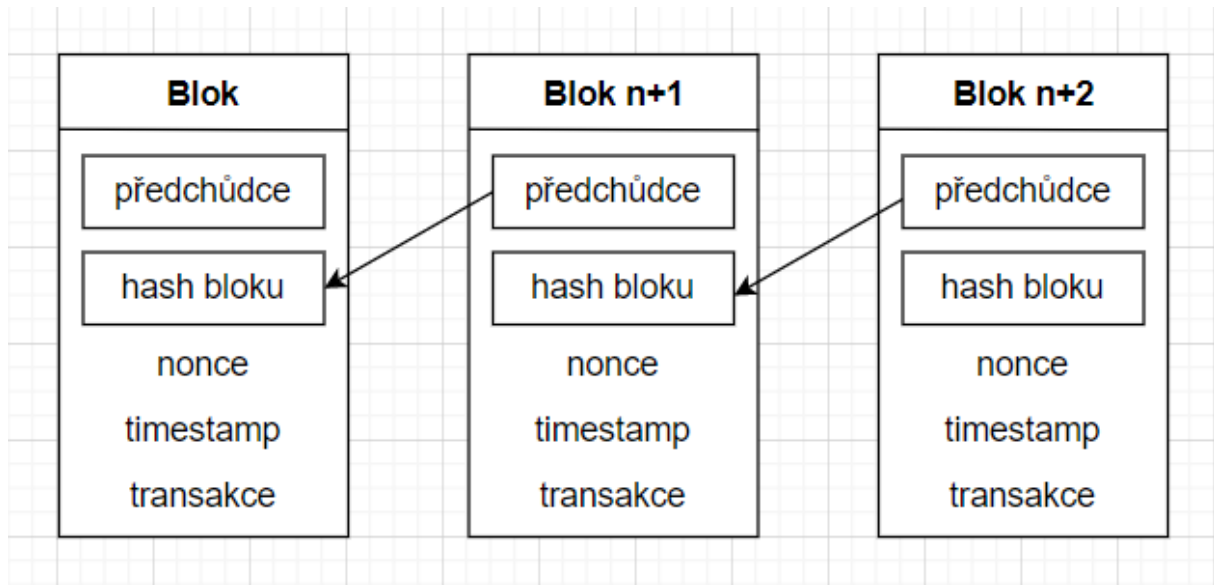 Blok
předchůdce
hash bloku
nonce
timestamp
transakce
Blok n+1
předchůdce
hash bloku
nonce
timestamp
transakce
Blok n+2
předchůdce
hash bloku
nonce
timestamp
transakce